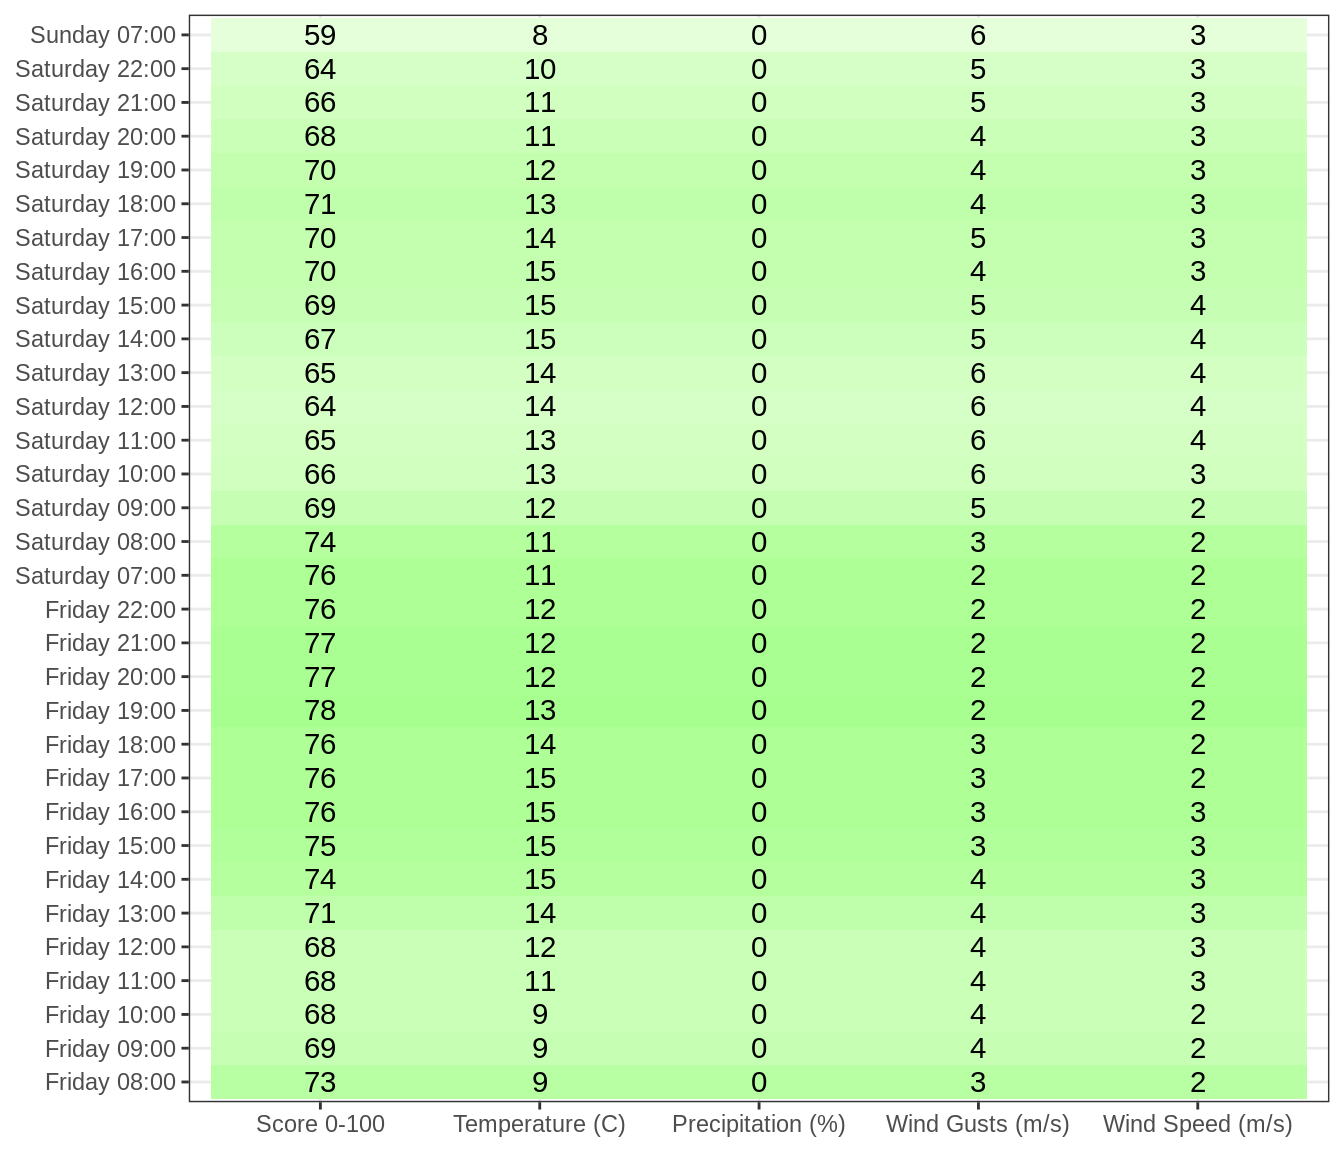 Sunday 07:00 59 8 0 6 3
Saturday 22:00 64 10 0 5 3
Saturday 21:00 66 11 0 5 3
Saturday 20:00 68 11 0 4 3
Saturday 19:00 70 12 0 4 3
Saturday 18:00 71 13 0 4 3
Saturday 17:00 70 14 0 5 3
Saturday 16:00 70 15 0 4 3
Saturday 15:00 69 15 0 5 4
Saturday 14:00 67 15 0 5 4
Saturday 13:00 65 14 0 6 4
Saturday 12:00 64 14 0 6 4
Saturday 11:00 65 13 0 6 4
Saturday 10:00 66 13 0 6 3
Saturday 09:00 69 12 0 5 2
Saturday 08:00 74 11 0 3 2
Saturday 07:00 76 11 0 2 2
Friday 22:00 76 12 0 2 2
Friday 21:00 77 12 0 2 2
Friday 20:00 77 12 0 2 2
Friday 19:00 78 13 0 2 2
Friday 18:00 76 14 0 3 2
Friday 17:00 76 15 0 3 2
Friday 16:00 76 15 0 3 3
Friday 15:00 75 15 0 3 3
Friday 14:00 74 15 0 4 3
Friday 13:00 71 14 0 4 3
Friday 12:00 68 12 0 4 3
Friday 11:00 68 11 0 4 3
Friday 10:00 68 9 0 4 2
Friday 09:00 69 9 0 4 2
Friday 08:00 73 9 0 3 2
Score 0-100 Temperature (C) Precipitation (%) Wind Gusts (m/s) Wind Speed (m/s)